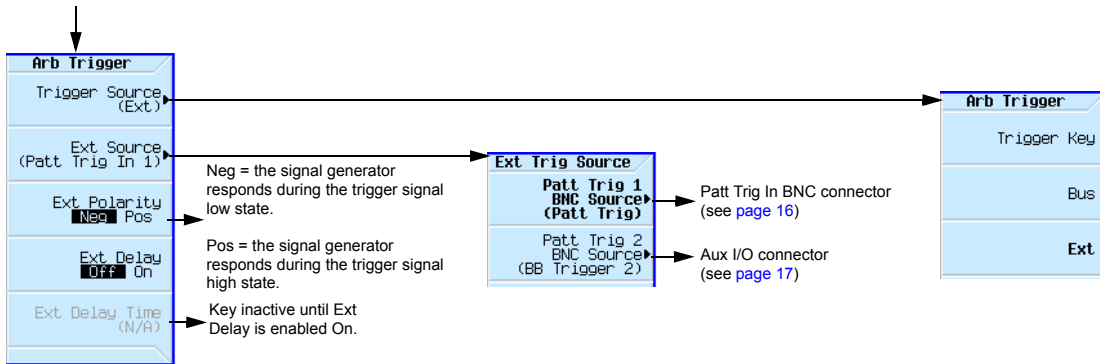 Arb Trigger
Trigger Source
(Ext)
Ext Source
(Patt Trig In 1)
Ext Polarity
Neg Pos
Ext Delay
Off On
Ext Delay Time
(N/A)
Neg = the signal generator
responds during the trigger signal
low state.
Pos = the signal generator
responds during the trigger signal
high state.
Key inactive until Ext
Delay is enabled On.
Ext Trig Source
Patt Trig 1
BNC Source
(Patt Trig)
Patt Trig 2
BNC Source
(BB Trigger 2)
Patt Trig In BNC connector
(see page 16)
Aux I/O connector
(see page 17)
Arb Trigger
Trigger Key
Bus
Ext